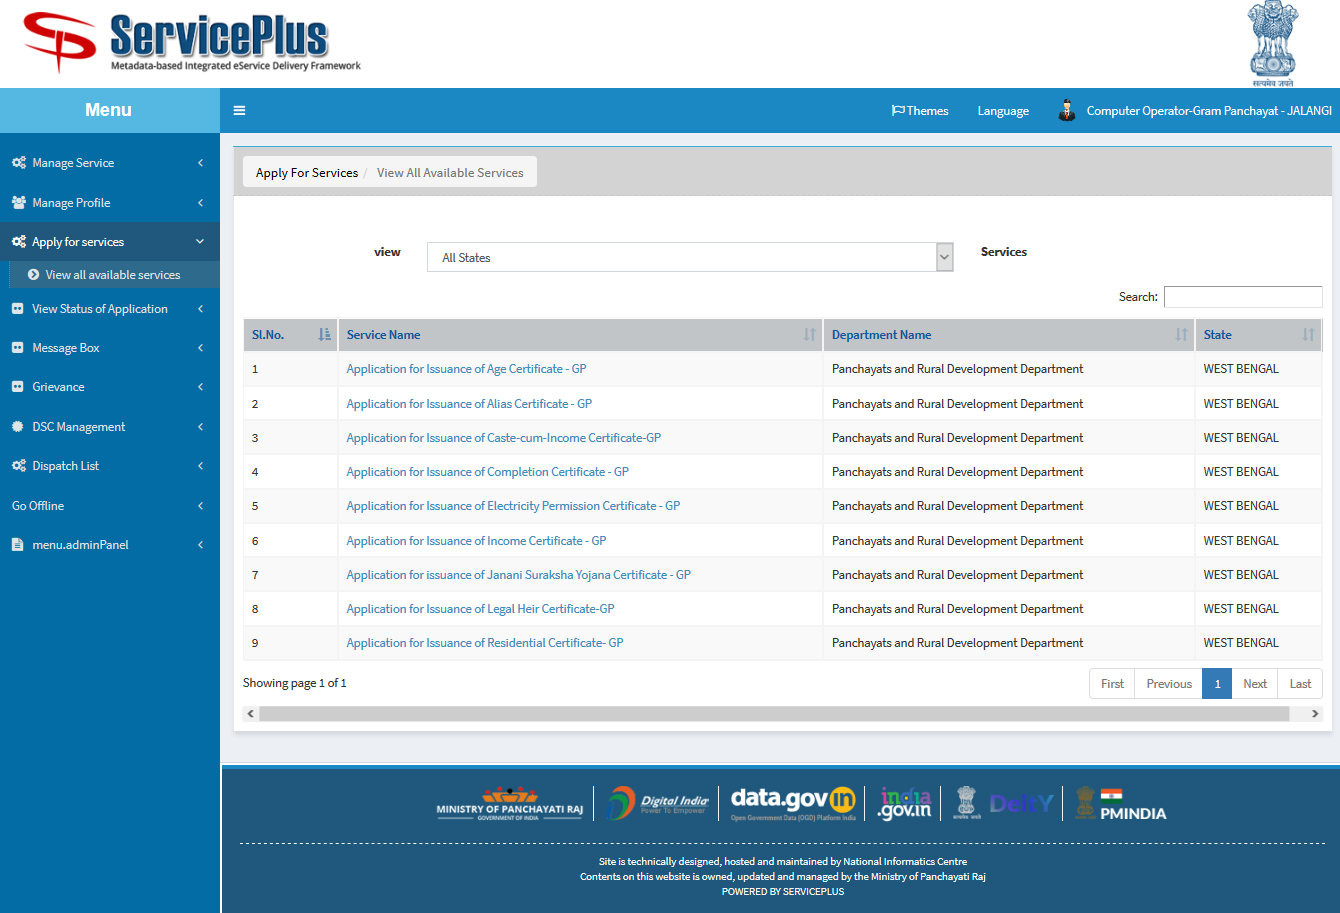 ServicePlus
Metadata-based Integrated eService Delivery Framework
सत्यमेव जयते
Menu
Themes Language Computer Operator-Gram Panchayat - JALANGI
Manage Service
Manage Profile
Apply for services
View all available services
View Status of Application
Message Box
Grievance
DSC Management
Dispatch List
Go Offline
menu.adminPanel
Apply For Services / View All Available Services
view All States Services
Search:
Sl.No. Service Name Department Name State
1 Application for Issuance of Age Certificate - GP Panchayats and Rural Development Department WEST BENGAL
2 Application for Issuance of Alias Certificate - GP Panchayats and Rural Development Department WEST BENGAL
3 Application for Issuance of Caste-cum-Income Certificate-GP Panchayats and Rural Development Department WEST BENGAL
4 Application for Issuance of Completion Certificate - GP Panchayats and Rural Development Department WEST BENGAL
5 Application for Issuance of Electricity Permission Certificate - GP Panchayats and Rural Development Department WEST BENGAL
6 Application for Issuance of Income Certificate - GP Panchayats and Rural Development Department WEST BENGAL
7 Application for issuance of Janani Suraksha Yojana Certificate - GP Panchayats and Rural Development Department WEST BENGAL
8 Application for Issuance of Legal Heir Certificate-GP Panchayats and Rural Development Department WEST BENGAL
9 Application for Issuance of Residential Certificate- GP Panchayats and Rural Development Department WEST BENGAL
Showing page 1 of 1
First Previous 1 Next Last
MINISTRY OF PANCHAYATI RAJ
GOVERNMENT OF INDIA
Digital India
Power To Empower
data.gov in
Open Government Data (OGD) Platform India
india
.gov.in
सत्यमेव जयते
DeitY
PMINDIA
Site is technically designed, hosted and maintained by National Informatics Centre
Contents on this website is owned, updated and managed by the Ministry of Panchayati Raj
POWERED BY SERVICEPLUS